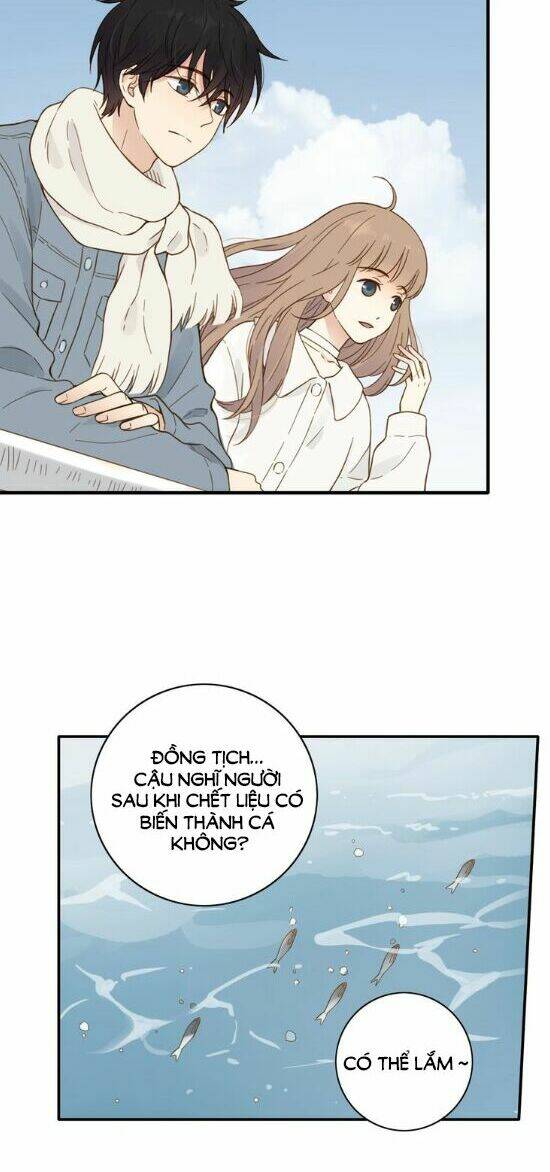 ĐỒNG TỊCH...
CẬU NGHĨ NGƯỜI
SAU KHI CHẾT LIỆU CÓ
BIẾN THÀNH CÁ
KHÔNG?
CÓ THỂ LẮM ~